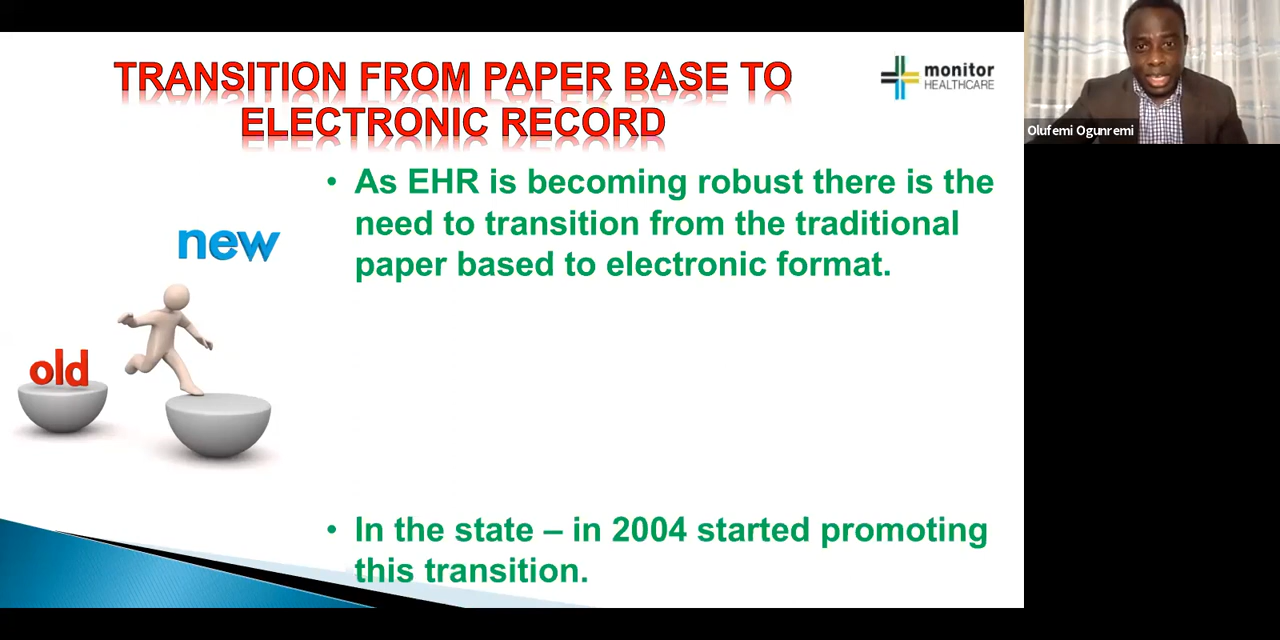 TRANSITION FROM PAPER BASE TO
ELECTRONIC RECORD
monitor
HEALTHCARE
Olufemi Ogunremi
• As EHR is becoming robust there is the
need to transition from the traditional
paper based to electronic format.
new
old
• In the state – in 2004 started promoting
this transition.